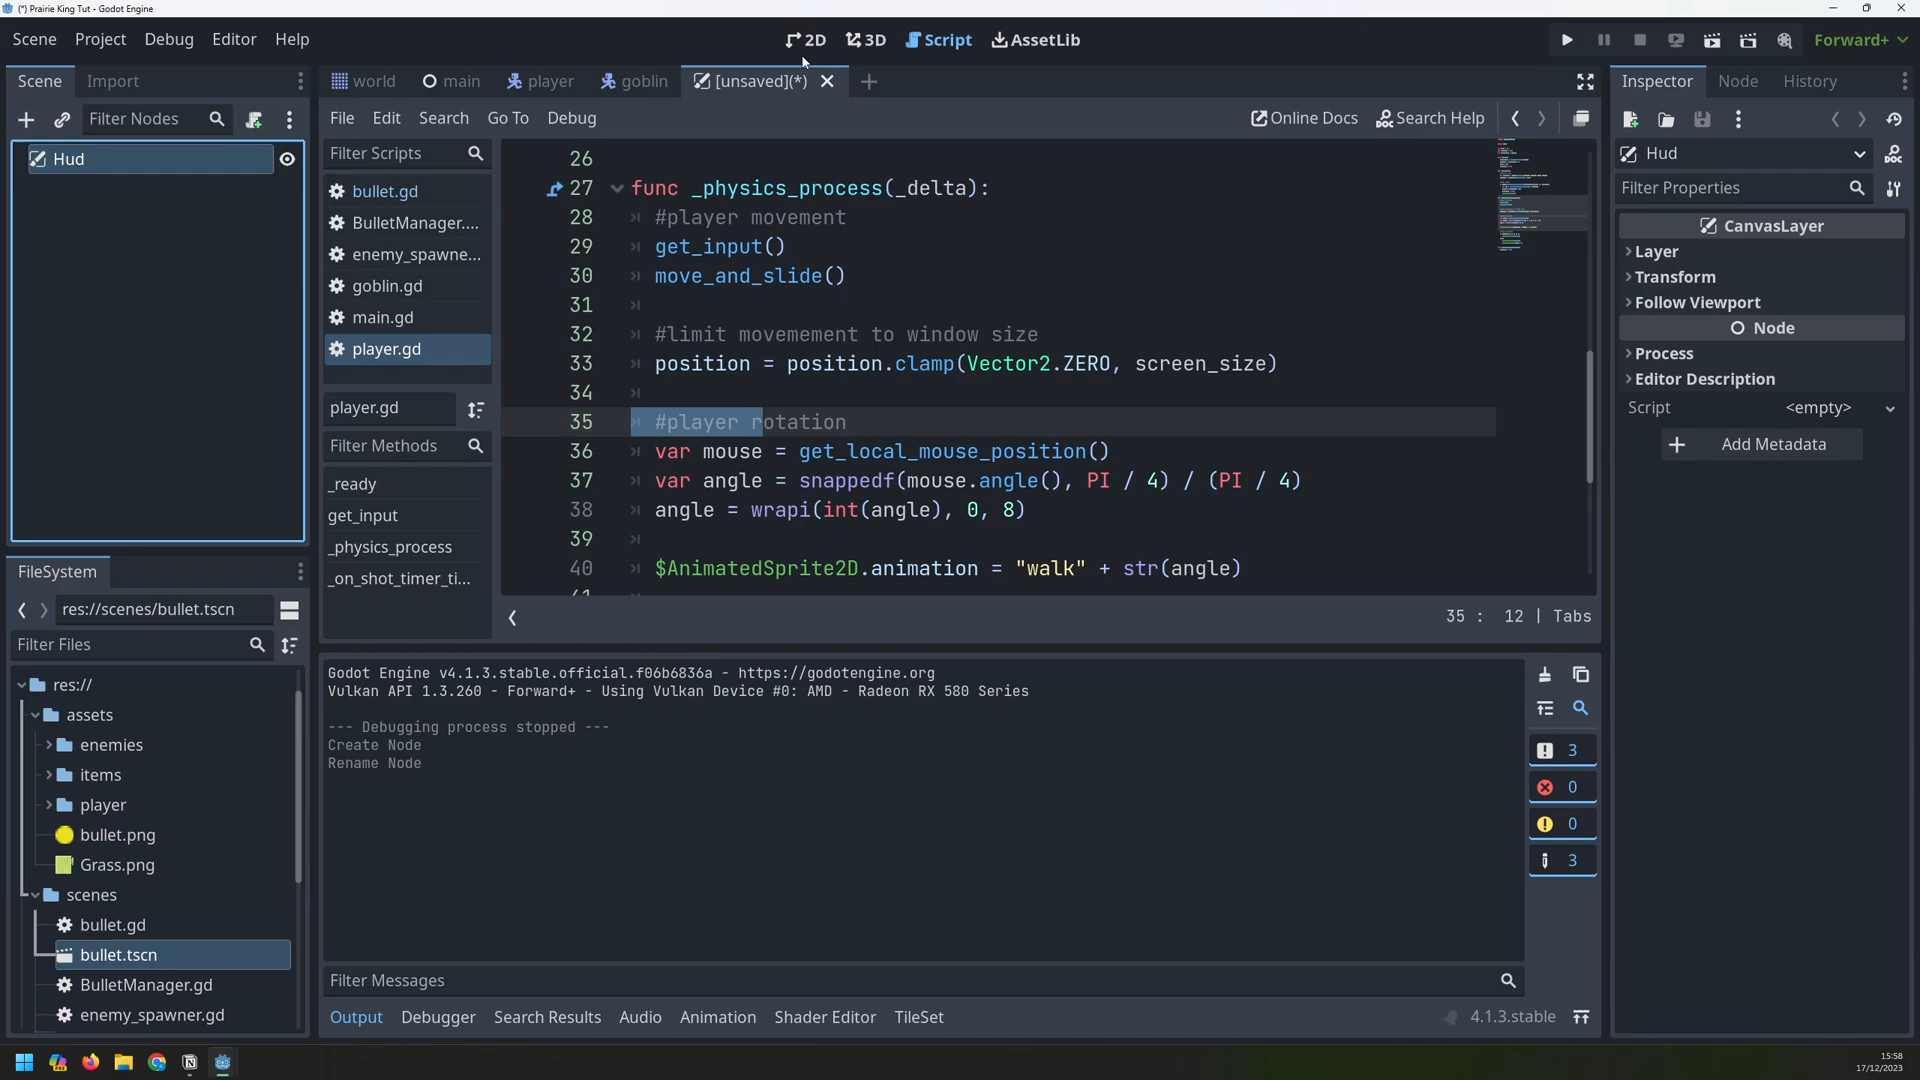 (*) Prairie King Tut - Godot Engine
Scene Project Debug Editor Help
2D 3D Script AssetLib
Forward+
Scene Import
world main player goblin [unsaved](*)
Inspector Node History
Filter Nodes
File Edit Search Go To Debug
Online Docs Search Help
Hud
Filter Scripts
bullet.gd
BulletManager....
enemy_spawne...
goblin.gd
main.gd
player.gd
player.gd
Filter Methods
_ready
get_input
_physics_process
_on_shot_timer_ti...
26
27 func _physics_process(_delta):
28 #player movement
29 get_input()
30 move_and_slide()
31
32 #limit movemement to window size
33 position = position.clamp(Vector2.ZERO, screen_size)
34
35 #player rotation
36 var mouse = get_local_mouse_position()
37 var angle = snappedf(mouse.angle(), PI / 4) / (PI / 4)
38 angle = wrapi(int(angle), 0, 8)
39
40 $AnimatedSprite2D.animation = "walk" + str(angle)
41
35 : 12 | Tabs
Hud
Filter Properties
CanvasLayer
Layer
Transform
Follow Viewport
Node
Process
Editor Description
Script <empty>
Add Metadata
FileSystem
res://scenes/bullet.tscn
Filter Files
res://
assets
enemies
items
player
bullet.png
Grass.png
scenes
bullet.gd
bullet.tscn
BulletManager.gd
enemy_spawner.gd
Godot Engine v4.1.3.stable.official.f06b6836a - https://godotengine.org
Vulkan API 1.3.260 - Forward+ - Using Vulkan Device #0: AMD - Radeon RX 580 Series
--- Debugging process stopped ---
Create Node
Rename Node
3
0
0
3
Filter Messages
Output Debugger Search Results Audio Animation Shader Editor TileSet
4.1.3.stable
15:58
17/12/2023